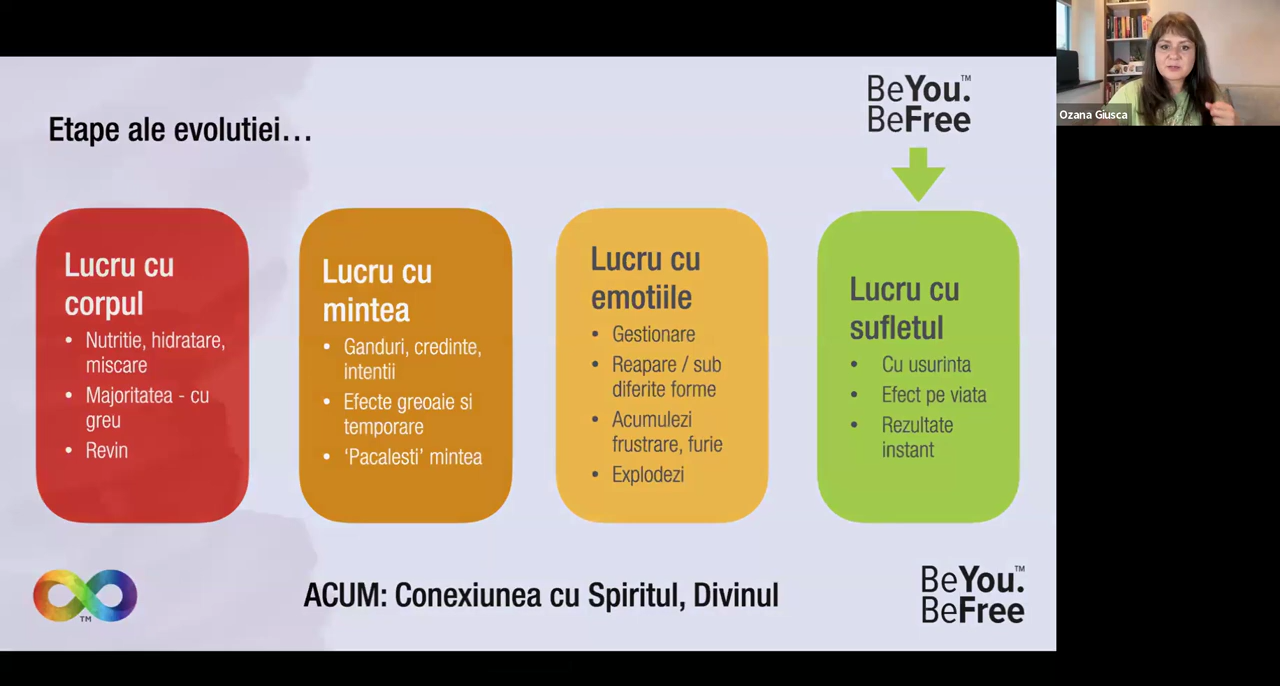 BeYou.™
BeFree
Ozana Giusca
Etape ale evolutiei…
Lucru cu
corpul
• Nutritie, hidratare,
miscare
• Majoritatea - cu
greu
• Revin
Lucru cu
mintea
• Ganduri, credinte,
intentii
• Efecte greoaie si
temporare
• ‘Pacalesti’ mintea
Lucru cu
emotiile
• Gestionare
• Reapare / sub
diferite forme
• Acumulezi
frustrare, furie
• Explodezi
Lucru cu
sufletul
• Cu usurinta
• Efect pe viata
• Rezultate
instant
TM
ACUM: Conexiunea cu Spiritul, Divinul
BeYou.™
BeFree